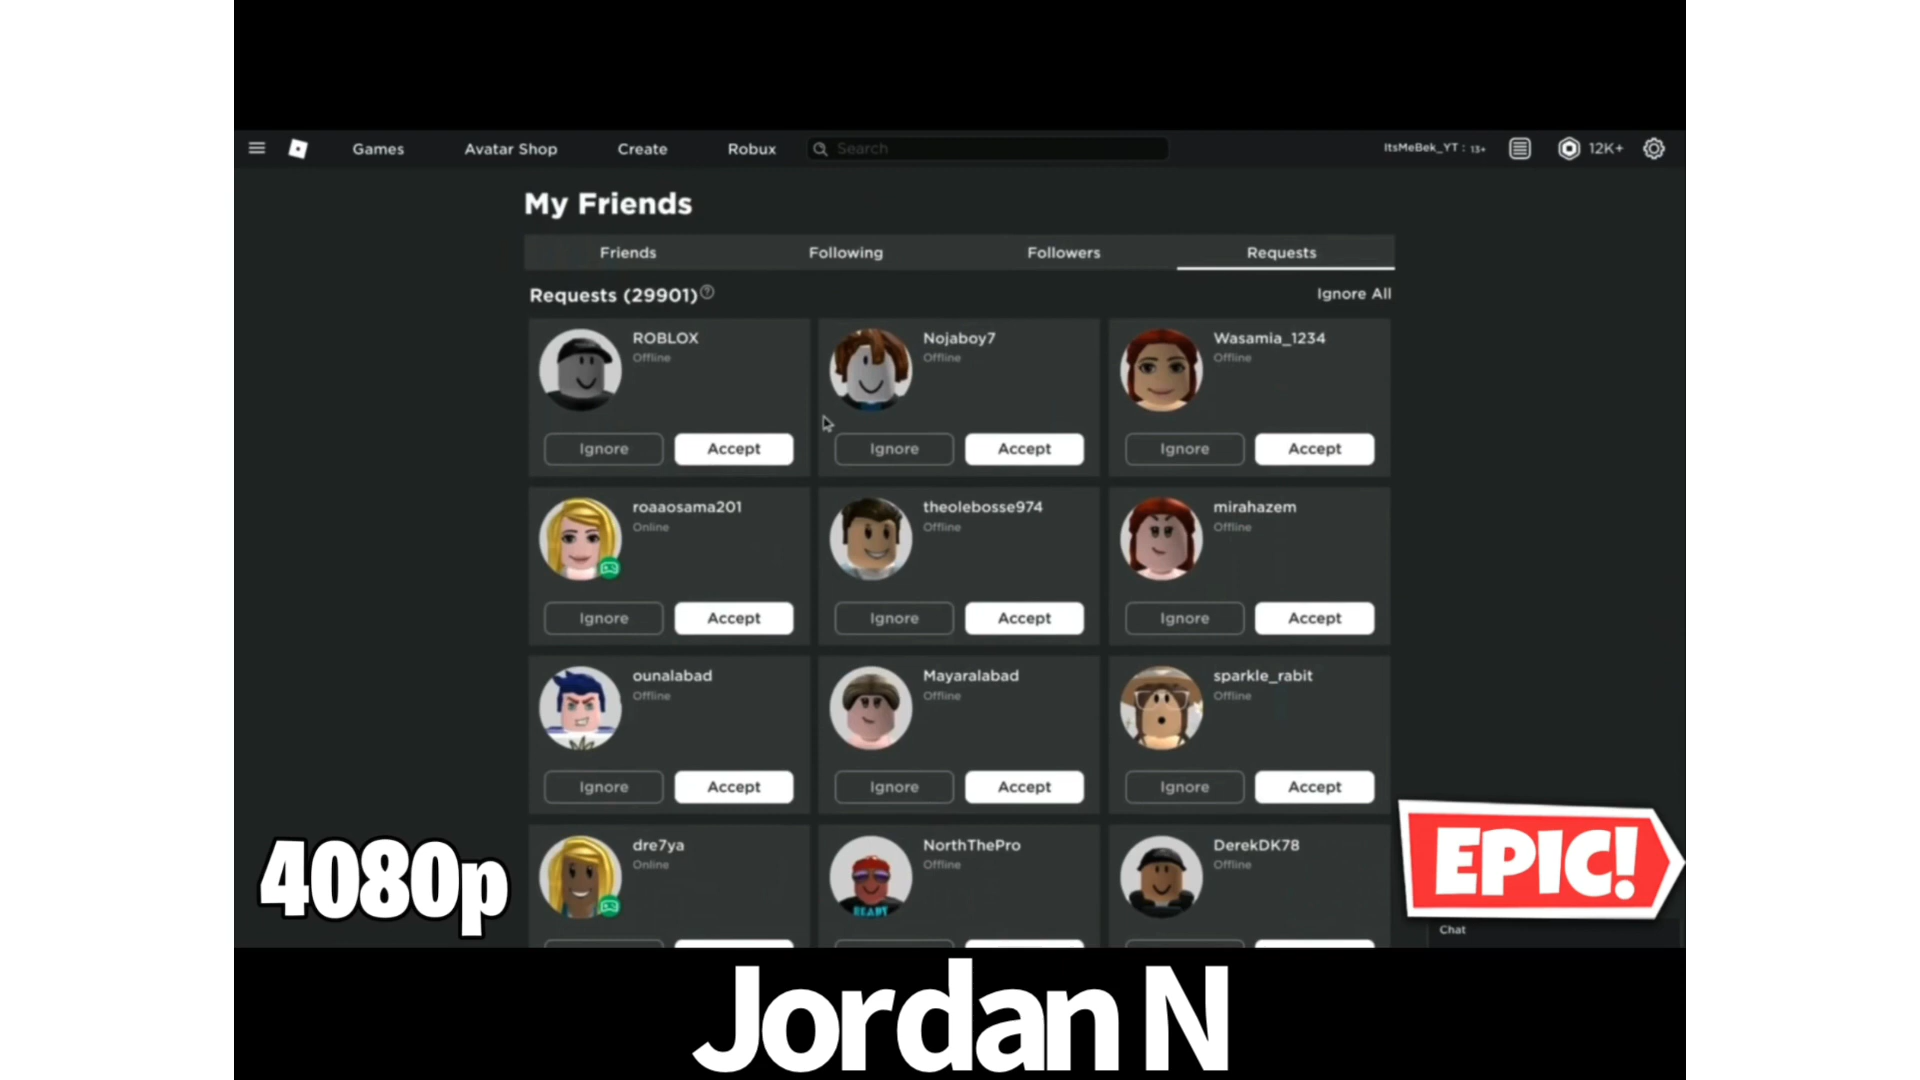 Games Avatar Shop Create Robux Search ItsMeBek_YT : 13+ 12K+
My Friends
Friends Following Followers Requests
Requests (29901) ? Ignore All
ROBLOX Nojaboy7 Wasamia_1234
Offline Offline Offline
Ignore Accept Ignore Accept Ignore Accept
roaaosama201 theolebosse974 mirahazem
Online Offline Offline
Ignore Accept Ignore Accept Ignore Accept
ounalabad Mayaralabad sparkle_rabit
Offline Offline Offline
Ignore Accept Ignore Accept Ignore Accept
dre7ya NorthThePro DerekDK78
Online Offline Offline
READY
4080p
EPIC!
Chat
Jordan N